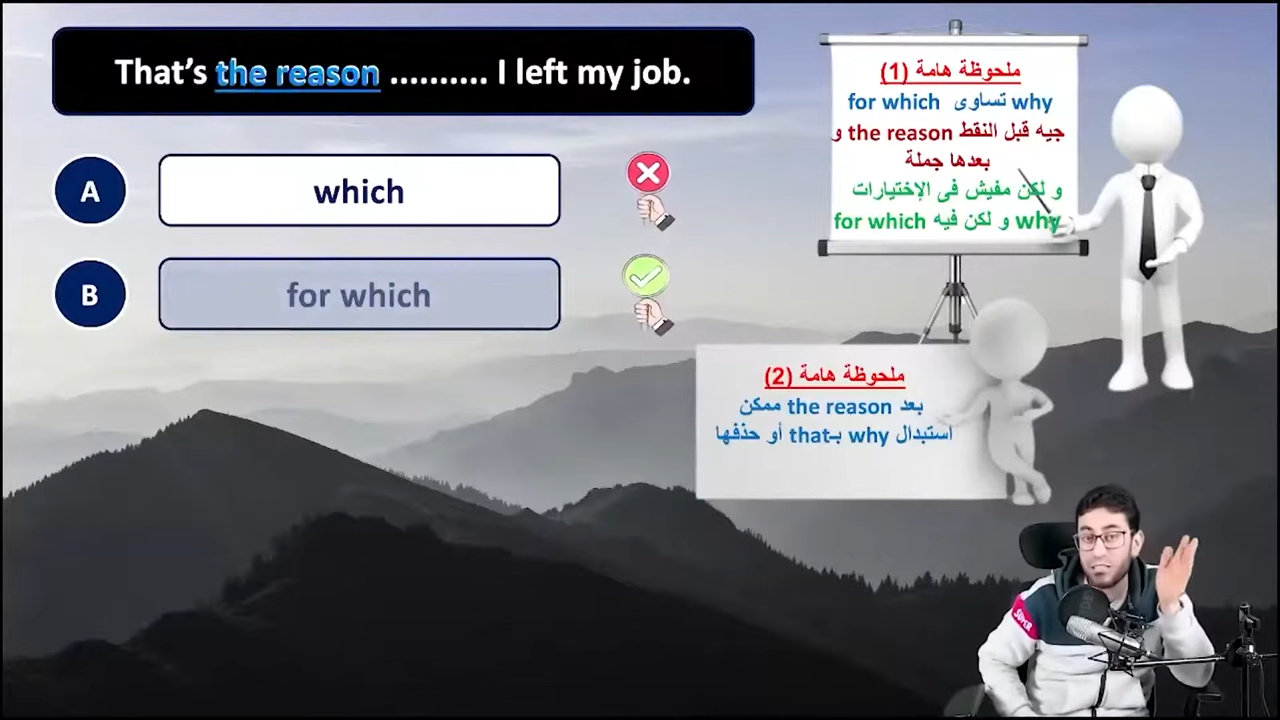 That's the reason .......... I left my job.
A
which
B
for which
ملحوظة هامة (1)
why تساوى for which
جيه قبل النقط the reason و
بعدها جملة
و لكن مفيش فى الإختيارات
why و لكن فيه for which
ملحوظة هامة (2)
بعد the reason ممكن
استبدال why بـthat أو حذفها
SUPER